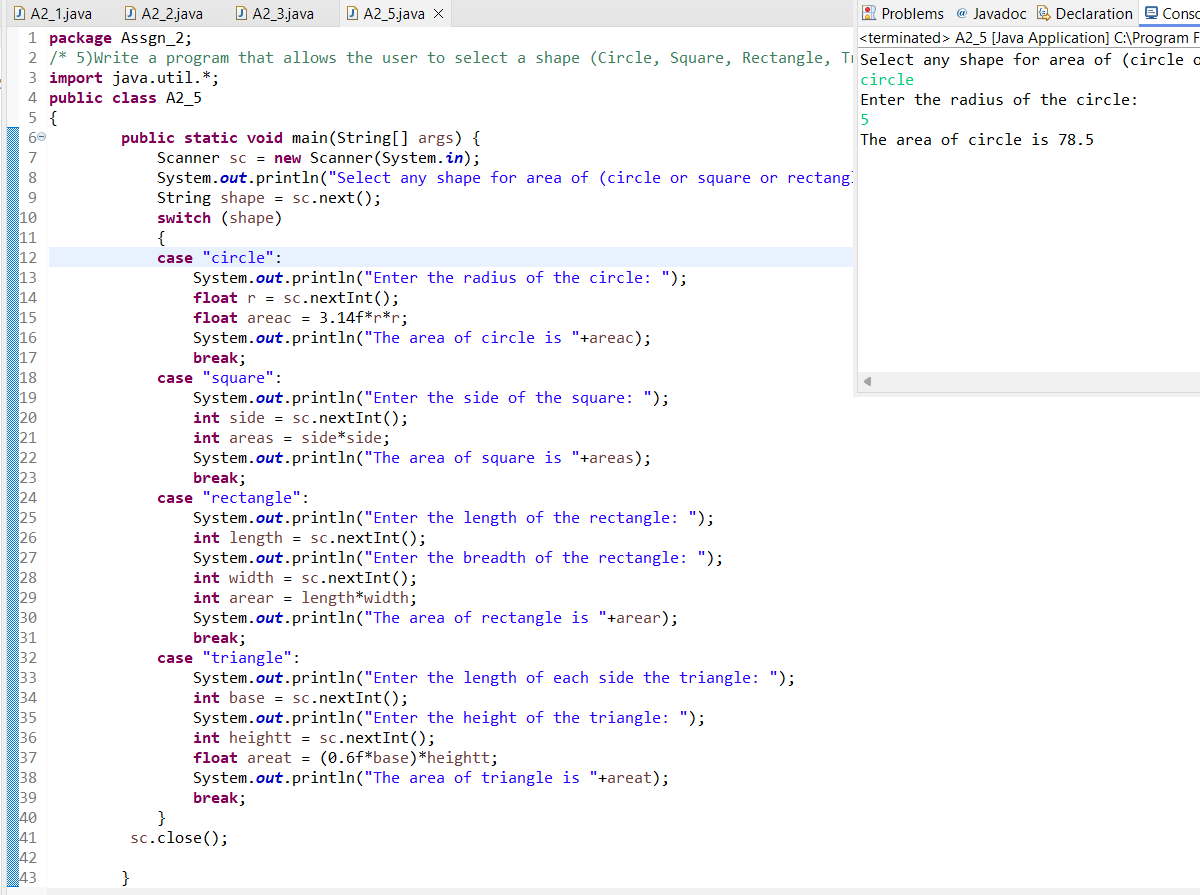 A2_1.java A2_2.java A2_3.java A2_5.java
1 package Assgn_2;
2 /* 5)Write a program that allows the user to select a shape (Circle, Square, Rectangle,
3 import java.util.*;
4 public class A2_5
5 {
6 public static void main(String[] args) {
7 Scanner sc = new Scanner(System.in);
8 System.out.println("Select any shape for area of (circle or square or
9 String shape = sc.next();
10 switch (shape)
11 {
12 case "circle":
13 System.out.println("Enter the radius of the circle: ");
14 float r = sc.nextInt();
15 float areac = 3.14f*r*r;
16 System.out.println("The area of circle is "+areac);
17 break;
18 case "square":
19 System.out.println("Enter the side of the square: ");
20 int side = sc.nextInt();
21 int areas = side*side;
22 System.out.println("The area of square is "+areas);
23 break;
24 case "rectangle":
25 System.out.println("Enter the length of the rectangle: ");
26 int length = sc.nextInt();
27 System.out.println("Enter the breadth of the rectangle: ");
28 int width = sc.nextInt();
29 int arear = length*width;
30 System.out.println("The area of rectangle is "+arear);
31 break;
32 case "triangle":
33 System.out.println("Enter the length of each side the triangle: ");
34 int base = sc.nextInt();
35 System.out.println("Enter the height of the triangle: ");
36 int heightt = sc.nextInt();
37 float areat = (0.6f*base)*heightt;
38 System.out.println("The area of triangle is "+areat);
39 break;
40 }
41 sc.close();
42
43 }
Problems @ Javadoc Declaration
<terminated> A2_5 [Java Application] C:\Program
Select any shape for area of (circle
circle
Enter the radius of the circle:
5
The area of circle is 78.5